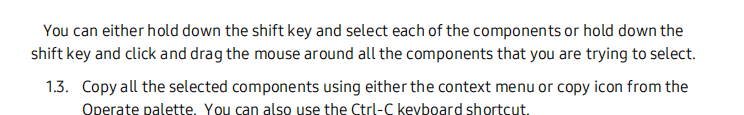 You can either hold down the shift key and select each of the components or hold down the
shift key and click and drag the mouse around all the components that you are trying to select.
1.3. Copy all the selected components using either the context menu or copy icon from the
Operate palette. You can also use the Ctrl-C keyboard shortcut.